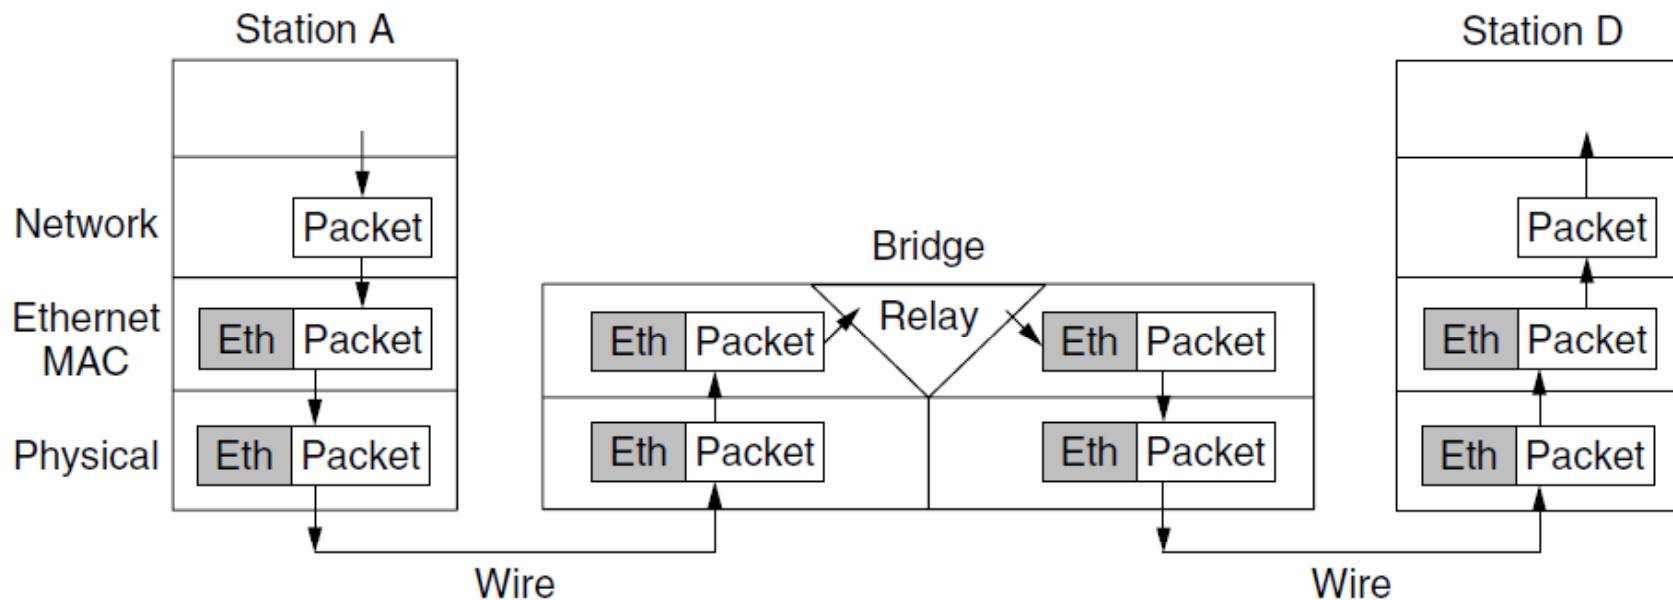 Station A
Station D
Network
Packet
Packet
Bridge
Ethernet
MAC
Eth Packet
Eth Packet
Relay
Eth Packet
Eth Packet
Physical
Eth Packet
Eth Packet
Eth Packet
Eth Packet
Wire
Wire